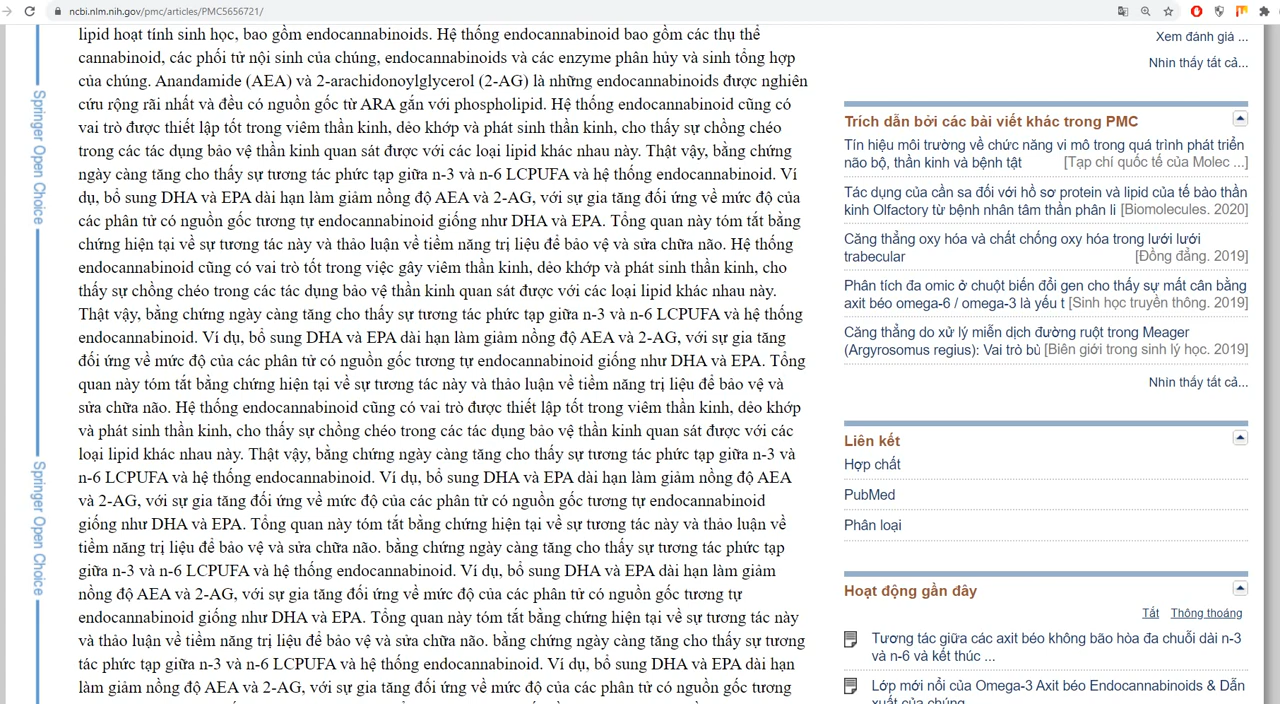 ncbi.nlm.nih.gov/pmc/articles/PMC5656721/
Springer Open Choice
Springer Open Choice
lipid hoạt tính sinh học, bao gồm endocannabinoids. Hệ thống endocannabinoid bao gồm các thụ thể
cannabinoid, các phối tử nội sinh của chúng, endocannabinoids và các enzyme phân hủy và sinh tổng hợp
của chúng. Anandamide (AEA) và 2-arachidonoylglycerol (2-AG) là những endocannabinoids được nghiên
cứu rộng rãi nhất và đều có nguồn gốc từ ARA gắn với phospholipid. Hệ thống endocannabinoid cũng có
vai trò được thiết lập tốt trong viêm thần kinh, dẻo khớp và phát sinh thần kinh, cho thấy sự chồng chéo
trong các tác dụng bảo vệ thần kinh quan sát được với các loại lipid khác nhau này. Thật vậy, bằng chứng
ngày càng tăng cho thấy sự tương tác phức tạp giữa n-3 và n-6 LCPUFA và hệ thống endocannabinoid. Ví
dụ, bổ sung DHA và EPA dài hạn làm giảm nồng độ AEA và 2-AG, với sự gia tăng đối ứng về mức độ của
các phân tử có nguồn gốc tương tự endocannabinoid giống như DHA và EPA. Tổng quan này tóm tắt bằng
chứng hiện tại về sự tương tác này và thảo luận về tiềm năng trị liệu để bảo vệ và sửa chữa não. Hệ thống
endocannabinoid cũng có vai trò tốt trong việc gây viêm thần kinh, dẻo khớp và phát sinh thần kinh, cho
thấy sự chồng chéo trong các tác dụng bảo vệ thần kinh quan sát được với các loại lipid khác nhau này.
Thật vậy, bằng chứng ngày càng tăng cho thấy sự tương tác phức tạp giữa n-3 và n-6 LCPUFA và hệ thống
endocannabinoid. Ví dụ, bổ sung DHA và EPA dài hạn làm giảm nồng độ AEA và 2-AG, với sự gia tăng
đối ứng về mức độ của các phân tử có nguồn gốc tương tự endocannabinoid giống như DHA và EPA. Tổng
quan này tóm tắt bằng chứng hiện tại về sự tương tác này và thảo luận về tiềm năng trị liệu để bảo vệ và
sửa chữa não. Hệ thống endocannabinoid cũng có vai trò được thiết lập tốt trong viêm thần kinh, dẻo khớp
và phát sinh thần kinh, cho thấy sự chồng chéo trong các tác dụng bảo vệ thần kinh quan sát được với các
loại lipid khác nhau này. Thật vậy, bằng chứng ngày càng tăng cho thấy sự tương tác phức tạp giữa n-3 và
n-6 LCPUFA và hệ thống endocannabinoid. Ví dụ, bổ sung DHA và EPA dài hạn làm giảm nồng độ AEA
và 2-AG, với sự gia tăng đối ứng về mức độ của các phân tử có nguồn gốc tương tự endocannabinoid
giống như DHA và EPA. Tổng quan này tóm tắt bằng chứng hiện tại về sự tương tác này và thảo luận về
tiềm năng trị liệu để bảo vệ và sửa chữa não. bằng chứng ngày càng tăng cho thấy sự tương tác phức tạp
giữa n-3 và n-6 LCPUFA và hệ thống endocannabinoid. Ví dụ, bổ sung DHA và EPA dài hạn làm giảm
nồng độ AEA và 2-AG, với sự gia tăng đối ứng về mức độ của các phân tử có nguồn gốc tương tự
endocannabinoid giống như DHA và EPA. Tổng quan này tóm tắt bằng chứng hiện tại về sự tương tác này
và thảo luận về tiềm năng trị liệu để bảo vệ và sửa chữa não. bằng chứng ngày càng tăng cho thấy sự tương
tác phức tạp giữa n-3 và n-6 LCPUFA và hệ thống endocannabinoid. Ví dụ, bổ sung DHA và EPA dài hạn
làm giảm nồng độ AEA và 2-AG, với sự gia tăng đối ứng về mức độ của các phân tử có nguồn gốc tương
Xem đánh giá ...
Nhìn thấy tất cả...
Trích dẫn bởi các bài viết khác trong PMC
Tín hiệu môi trường về chức năng vi mô trong quá trình phát triển
não bộ, thần kinh và bệnh tật [Tạp chí quốc tế của Molec ...]
Tác dụng của cần sa đối với hồ sơ protein và lipid của tế bào thần
kinh Olfactory từ bệnh nhân tâm thần phân li [Biomolecules. 2020]
Căng thẳng oxy hóa và chất chống oxy hóa trong lưới lưới
trabecular [Đồng đẳng. 2019]
Phân tích đa omic ở chuột biến đổi gen cho thấy sự mất cân bằng
axit béo omega-6 / omega-3 là yếu t [Sinh học truyền thông. 2019]
Căng thẳng do xử lý miễn dịch đường ruột trong Meager
(Argyrosomus regius): Vai trò bủ [Biên giới trong sinh lý học. 2019]
Nhìn thấy tất cả...
Liên kết
Hợp chất
PubMed
Phân loại
Hoạt động gần đây
Tắt Thông thoáng
Tương tác giữa các axit béo không bão hòa đa chuỗi dài n-3
và n-6 và kết thúc ...
Lớp mới nổi của Omega-3 Axit béo Endocannabinoids & Dẫn
xuất của chúng